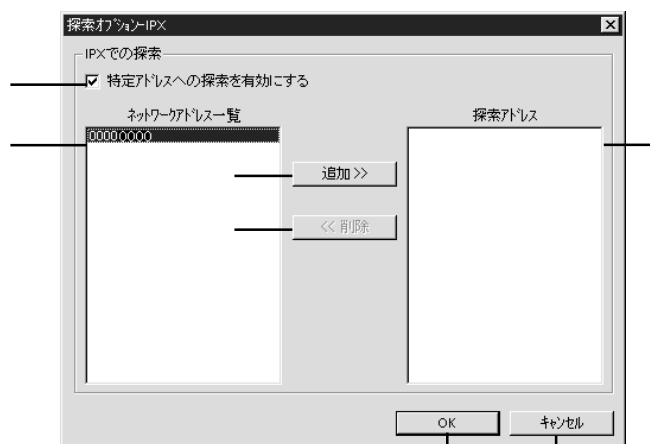 探索ｵﾌﾟｼｮﾝ-IPX
IPXでの探索
特定ｱﾄﾞﾚｽへの探索を有効にする
ﾈｯﾄﾜｰｸｱﾄﾞﾚｽ一覧
探索ｱﾄﾞﾚｽ
00000000
追加 >>
<< 削除
OK
ｷｬﾝｾﾙ